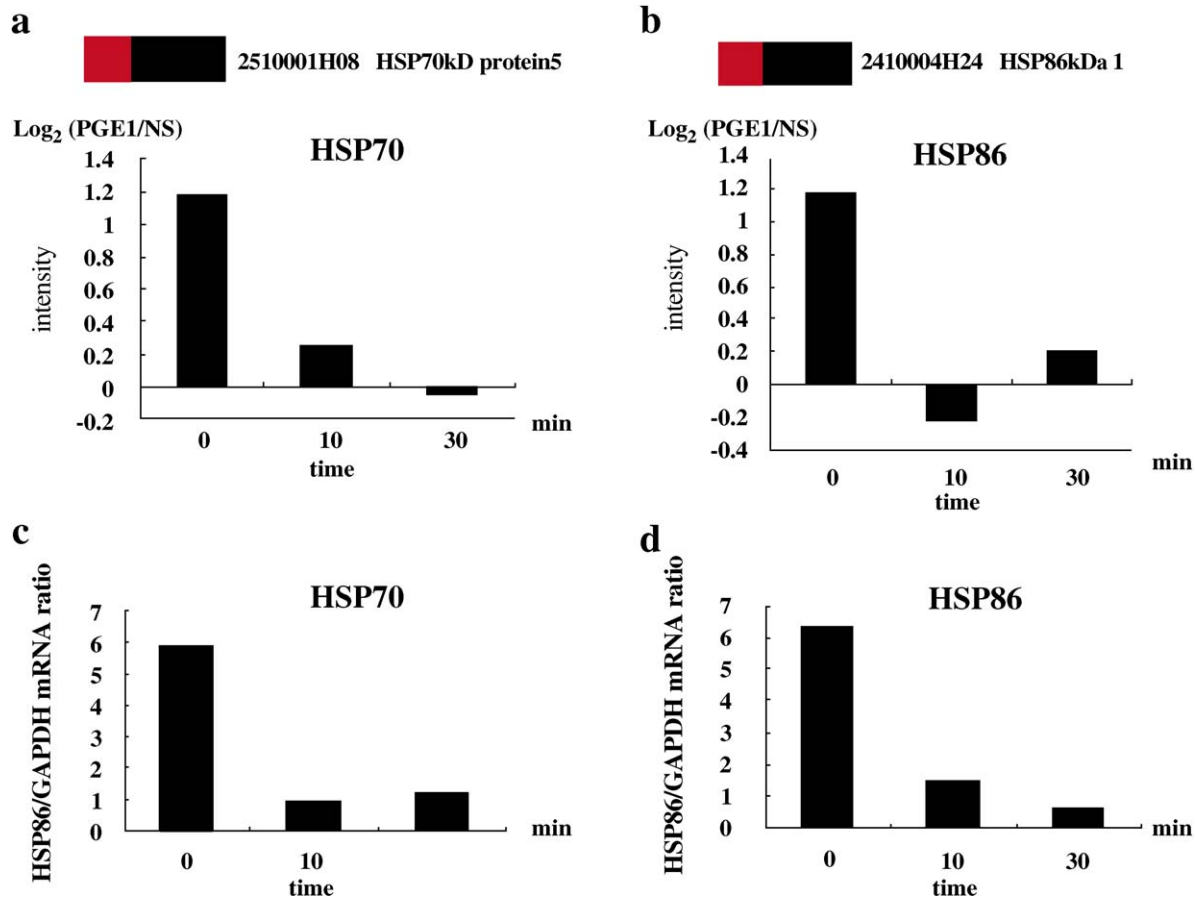 a
2510001H08 HSP70kD protein5
Log2 (PGE1/NS)
HSP70
1.4
1.2
1
0.8
0.6
0.4
0.2
0
-0.2
intensity
0 10 30 min
time
b
2410004H24 HSP86kDa 1
Log2 (PGE1/NS)
HSP86
1.4
1.2
1
0.8
0.6
0.4
0.2
0
-0.2
-0.4
intensity
0 10 30 min
time
c
HSP70
HSP86/GAPDH mRNA ratio
7
6
5
4
3
2
1
0
0 10 min
time
d
HSP86
HSP86/GAPDH mRNA ratio
7
6
5
4
3
2
1
0
0 10 30 min
time